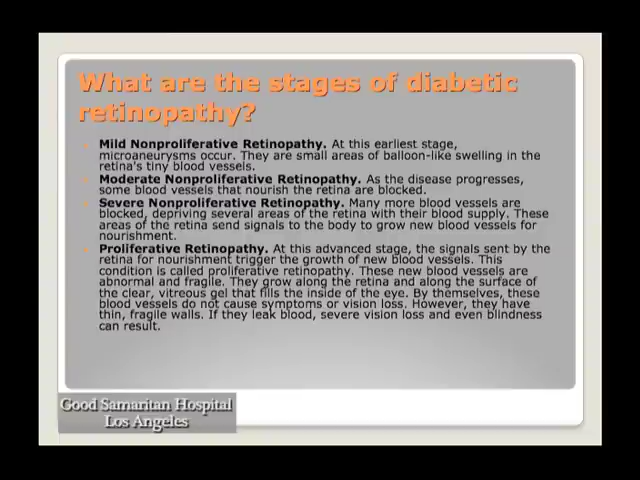 What are the stages of diabetic
retinopathy?
Mild Nonproliferative Retinopathy. At this earliest stage,
microaneurysms occur. They are small areas of balloon-like swelling in the
retina's tiny blood vessels.
Moderate Nonproliferative Retinopathy. As the disease progresses,
some blood vessels that nourish the retina are blocked.
Severe Nonproliferative Retinopathy. Many more blood vessels are
blocked, depriving several areas of the retina with their blood supply. These
areas of the retina send signals to the body to grow new blood vessels for
nourishment.
Proliferative Retinopathy. At this advanced stage, the signals sent by the
retina for nourishment trigger the growth of new blood vessels. This
condition is called proliferative retinopathy. These new blood vessels are
abnormal and fragile. They grow along the retina and along the surface of
the clear, vitreous gel that fills the inside of the eye. By themselves, these
blood vessels do not cause symptoms or vision loss. However, they have
thin, fragile walls. If they leak blood, severe vision loss and even blindness
can result.
Good Samaritan Hospital
Los Angeles